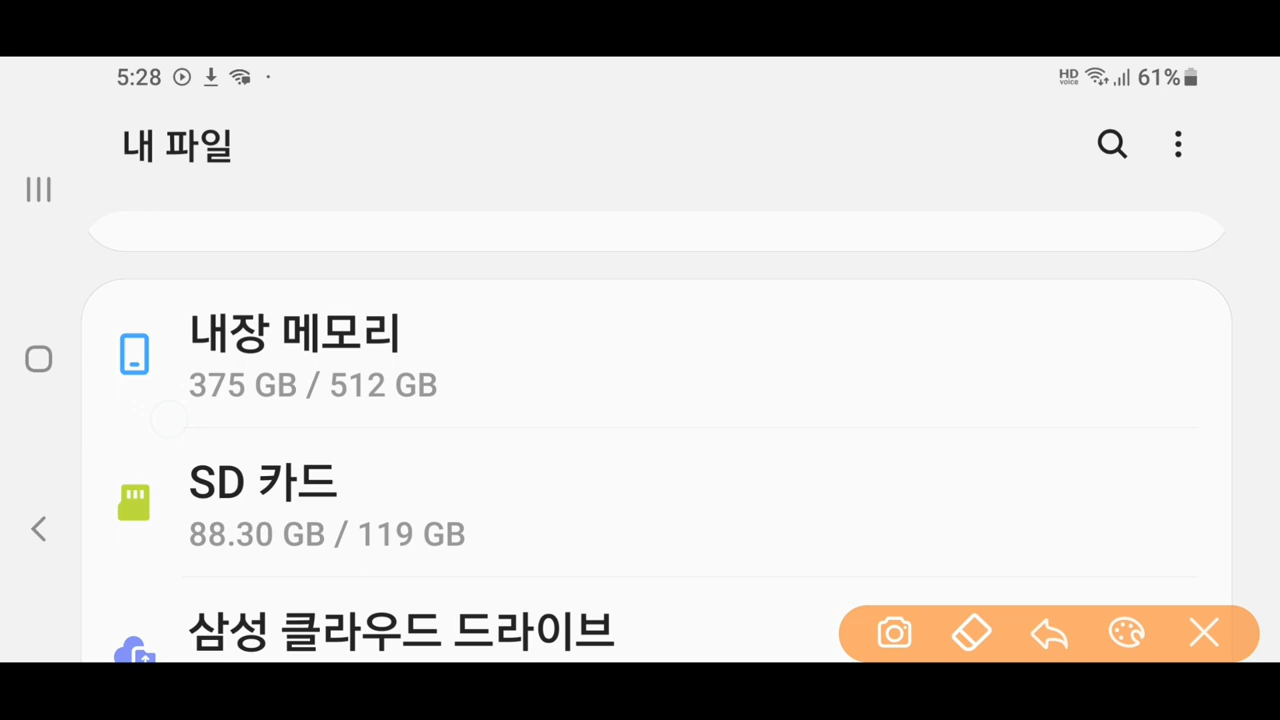 5:28
HD voice 61%
내 파일
내장 메모리
375 GB / 512 GB
SD 카드
88.30 GB / 119 GB
삼성 클라우드 드라이브